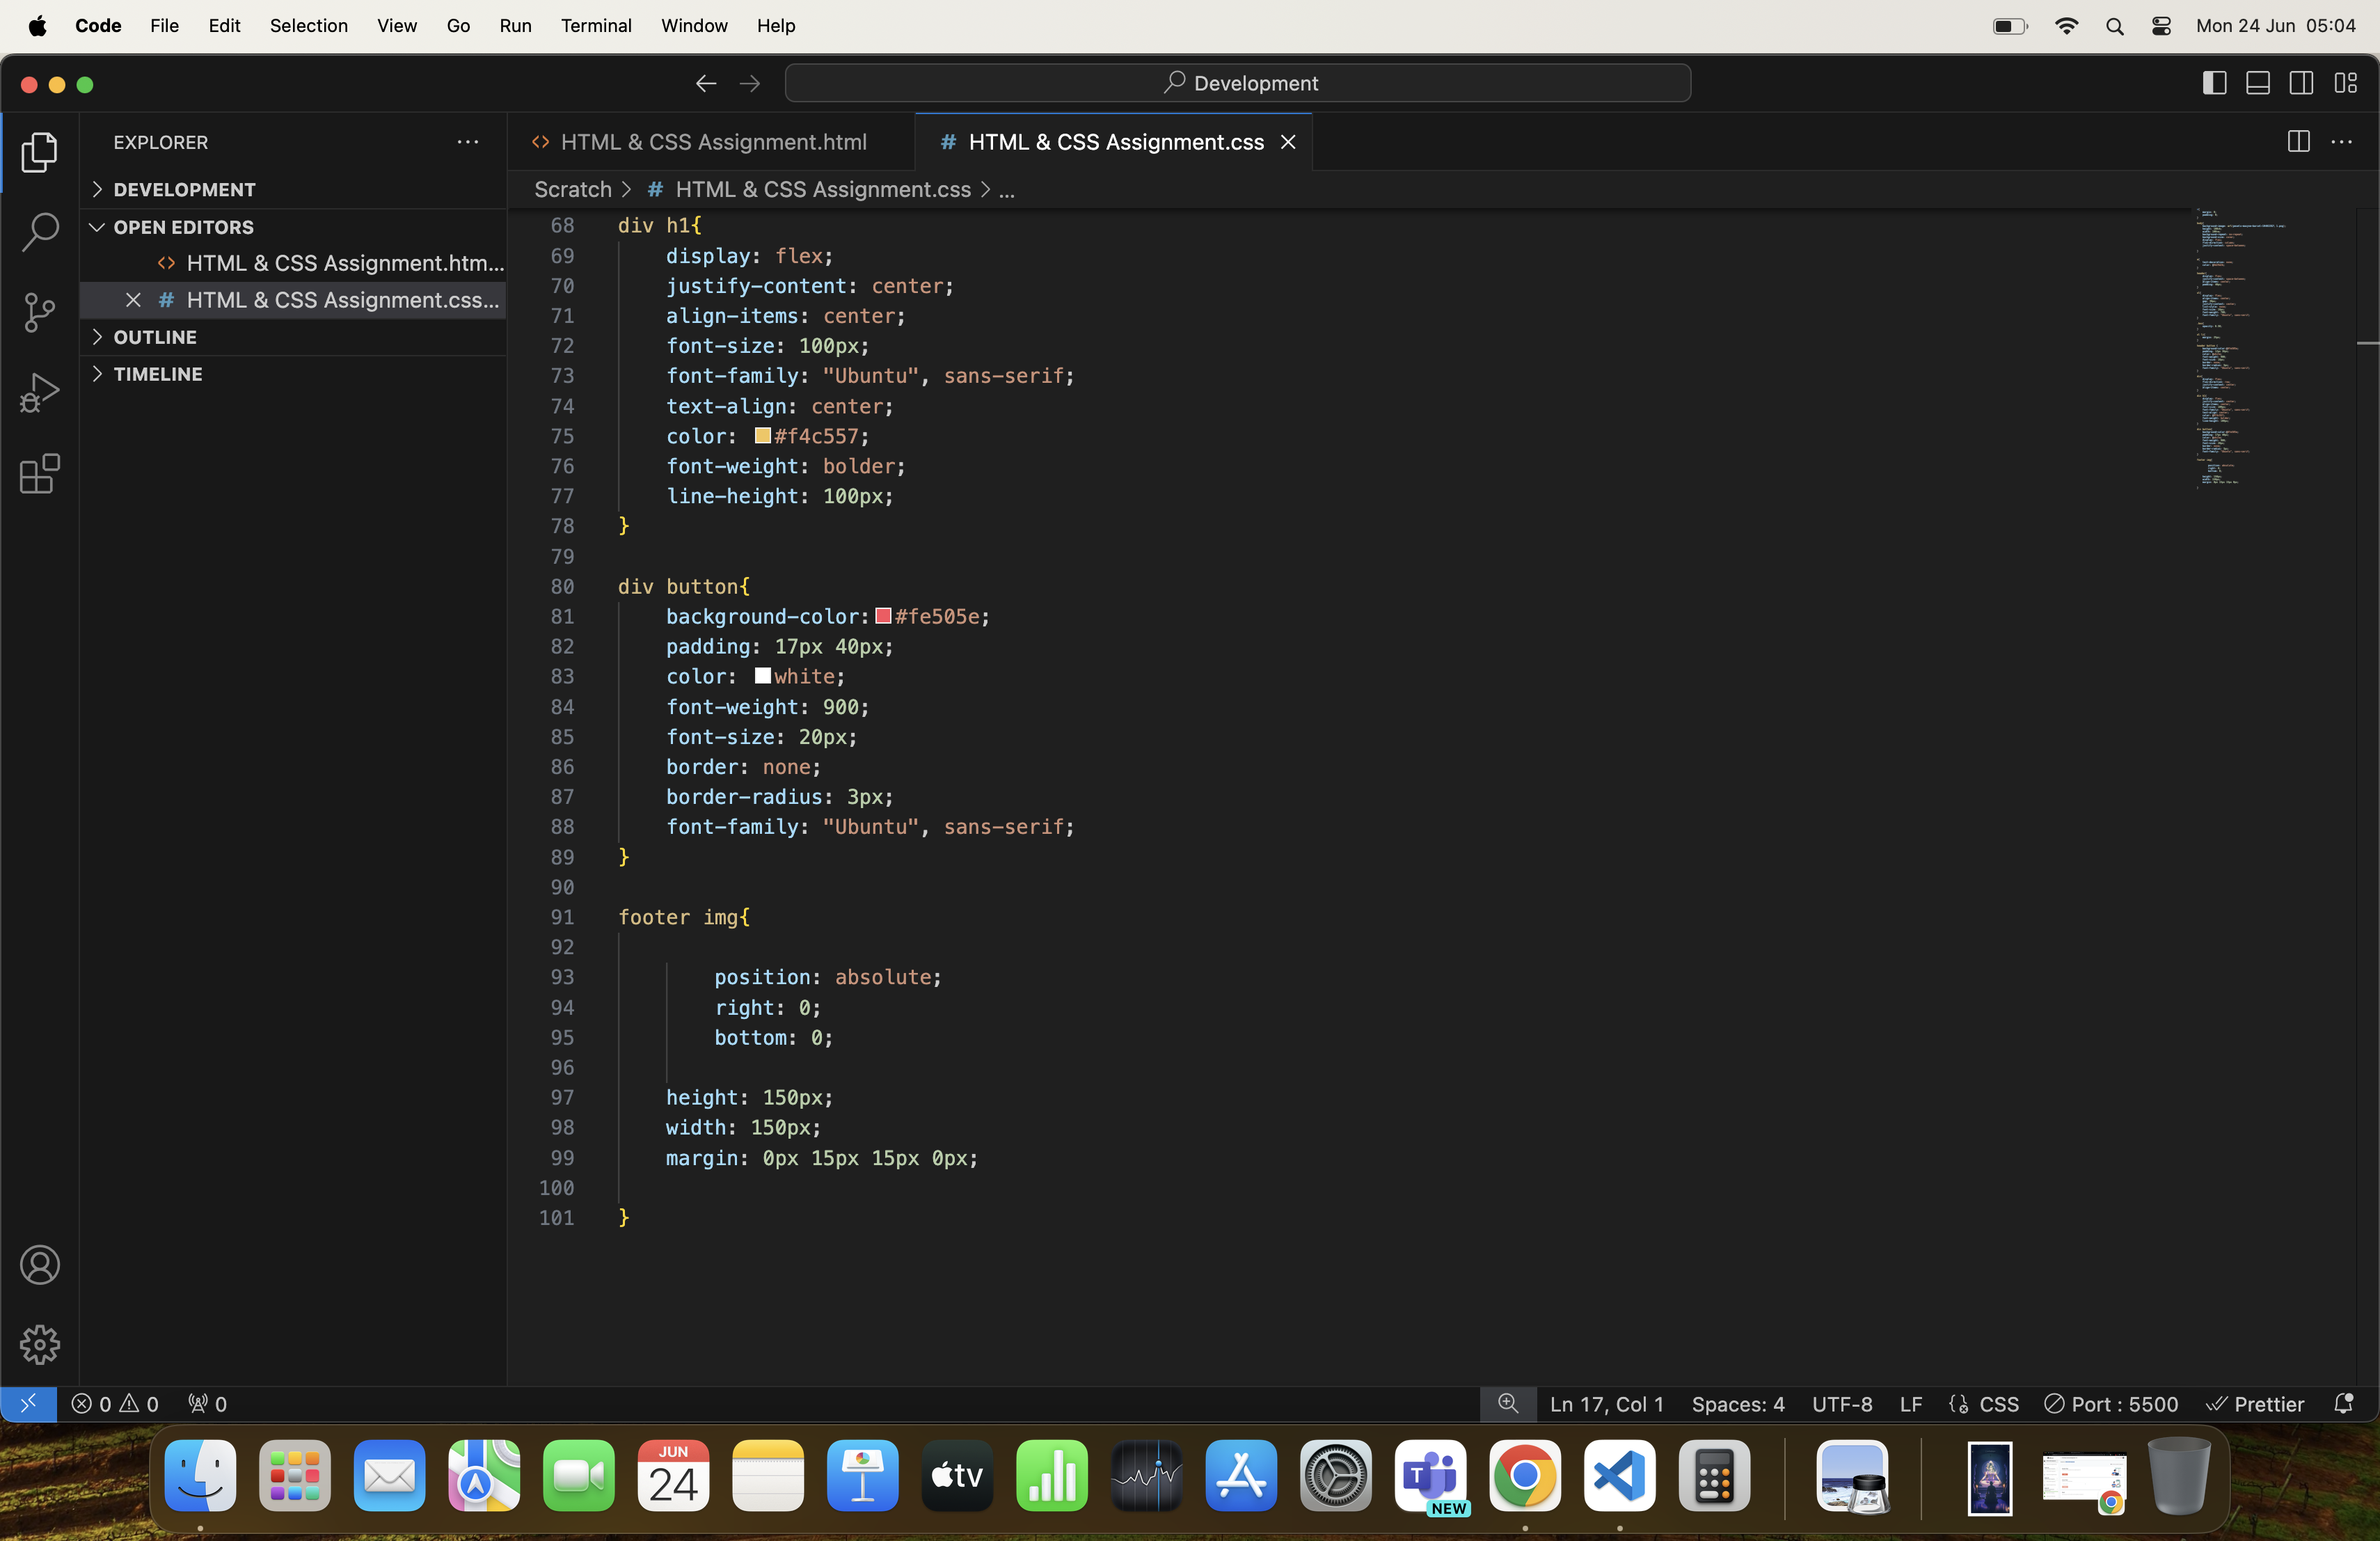 Code File Edit Selection View Go Run Terminal Window Help Mon 24 Jun 05:04
Development
EXPLORER
DEVELOPMENT
OPEN EDITORS
HTML & CSS Assignment.htm...
HTML & CSS Assignment.css...
OUTLINE
TIMELINE
HTML & CSS Assignment.html
# HTML & CSS Assignment.css
Scratch > # HTML & CSS Assignment.css > ...
68 div h1{
69 display: flex;
70 justify-content: center;
71 align-items: center;
72 font-size: 100px;
73 font-family: "Ubuntu", sans-serif;
74 text-align: center;
75 color: #f4c557;
76 font-weight: bolder;
77 line-height: 100px;
78 }
79
80 div button{
81 background-color: #fe505e;
82 padding: 17px 40px;
83 color: white;
84 font-weight: 900;
85 font-size: 20px;
86 border: none;
87 border-radius: 3px;
88 font-family: "Ubuntu", sans-serif;
89 }
90
91 footer img{
92
93 position: absolute;
94 right: 0;
95 bottom: 0;
96
97 height: 150px;
98 width: 150px;
99 margin: 0px 15px 15px 0px;
100
101 }
0 0 0 Ln 17, Col 1 Spaces: 4 UTF-8 LF CSS Port : 5500 Prettier
JUN
24
tv
T
NEW